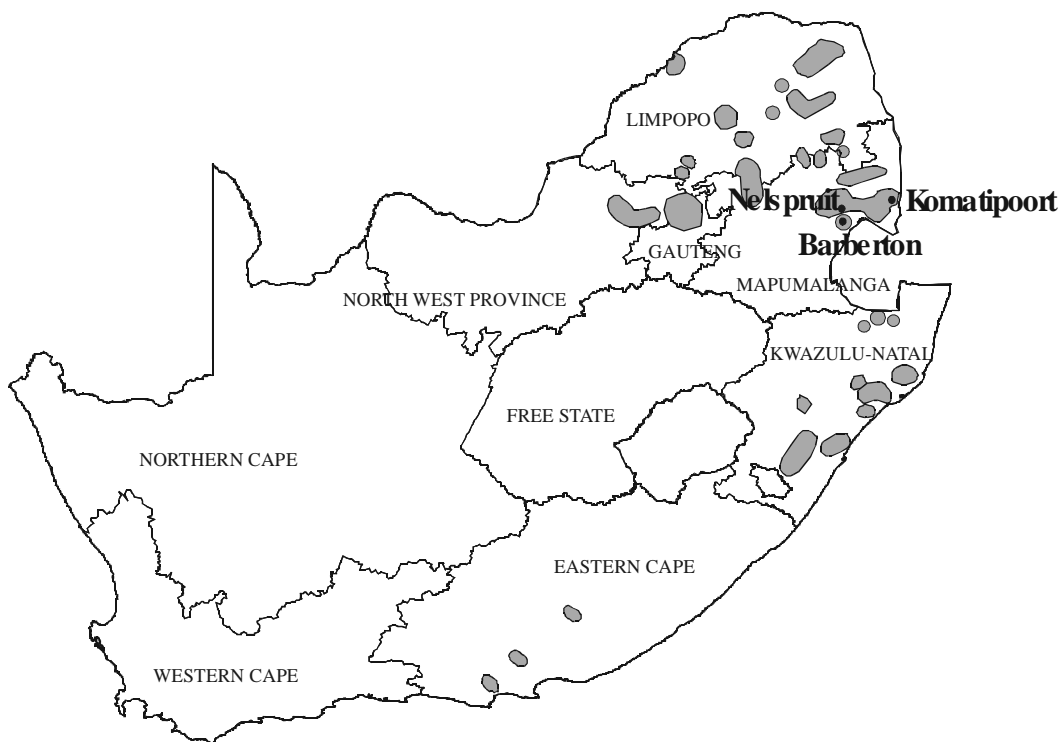 LIMPOPO
Nelspruit
Komatipoort
Barberton
GAUTENG
MAPUMALANGA
NORTH WEST PROVINCE
KWAZULU-NATAL
FREE STATE
NORTHERN CAPE
EASTERN CAPE
WESTERN CAPE